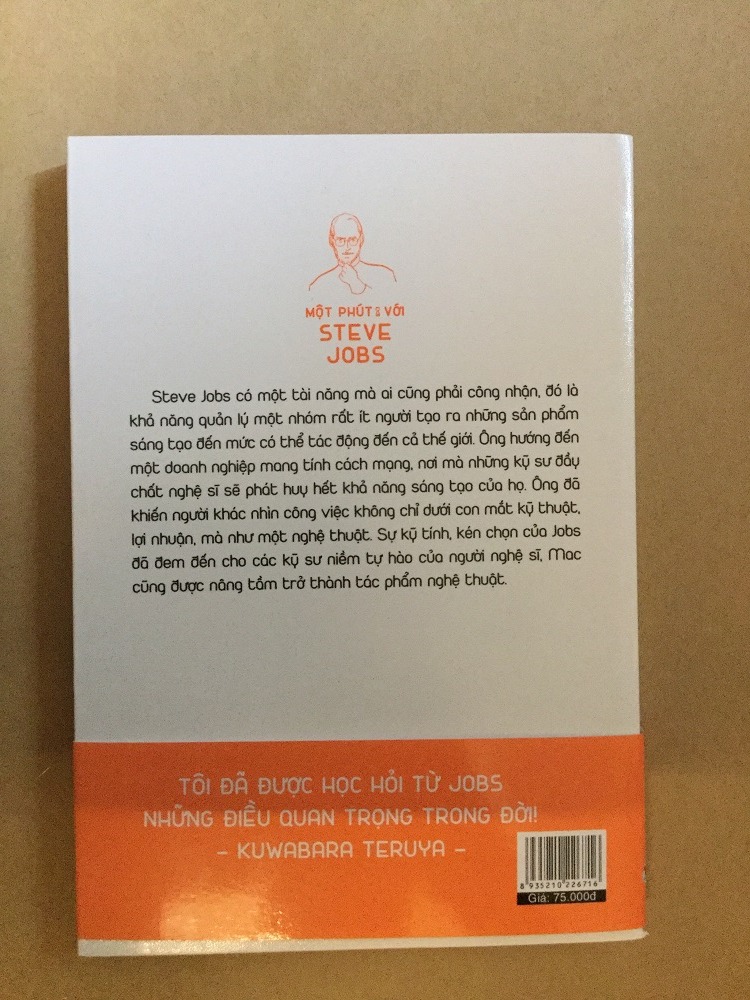 MỘT PHÚT VỚI
STEVE
JOBS
Steve Jobs có một tài năng mà ai cũng phải công nhận, đó là
khả năng quản lý một nhóm rất ít người tạo ra những sản phẩm
sáng tạo đến mức có thể tác động đến cả thế giới. Ông hướng đến
một doanh nghiệp mang tính cách mạng, nơi mà những kỹ sư đầy
chất nghệ sĩ sẽ phát huy hết khả năng sáng tạo của họ. Ông đã
khiến người khác nhìn công việc không chỉ dưới con mắt kỹ thuật,
lợi nhuận, mà như một nghệ thuật. Sự kỹ tính, kén chọn của Jobs
đã đem đến cho các kỹ sư niềm tự hào của người nghệ sĩ, Mac
cũng được nâng tầm trở thành tác phẩm nghệ thuật.
TÔI ĐÃ ĐƯỢC HỌC HỎI TỪ JOBS
NHỮNG ĐIỀU QUAN TRỌNG TRONG ĐỜI!
- KUWABARA TERUYA -
8 935210 226716
Giá: 75.000đ